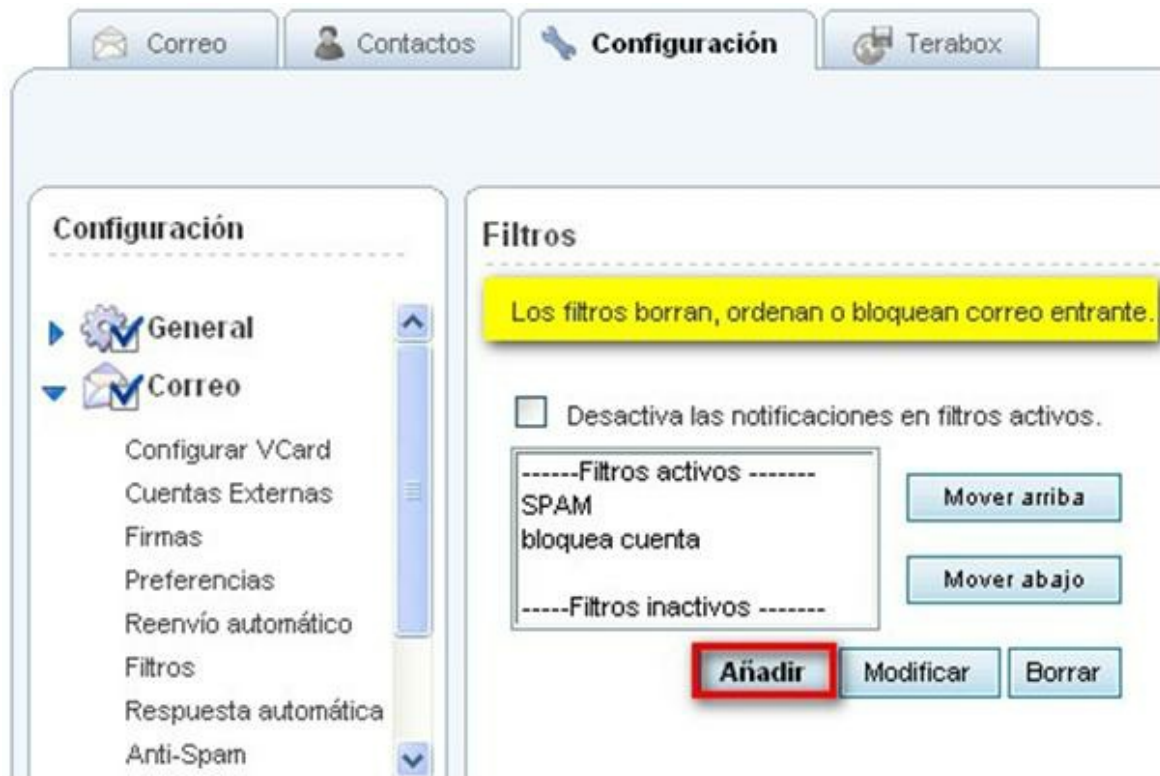 Correo
Contactos
Configuración
Terabox
Configuración
General
Correo
Configurar VCard
Cuentas Externas
Firmas
Preferencias
Reenvío automático
Filtros
Respuesta automática
Anti-Spam
Filtros
Los filtros borran, ordenan o bloquean correo entrante.
Desactiva las notificaciones en filtros activos.
------Filtros activos -------
SPAM
bloquea cuenta
-----Filtros inactivos -------
Mover arriba
Mover abajo
Añadir
Modificar
Borrar